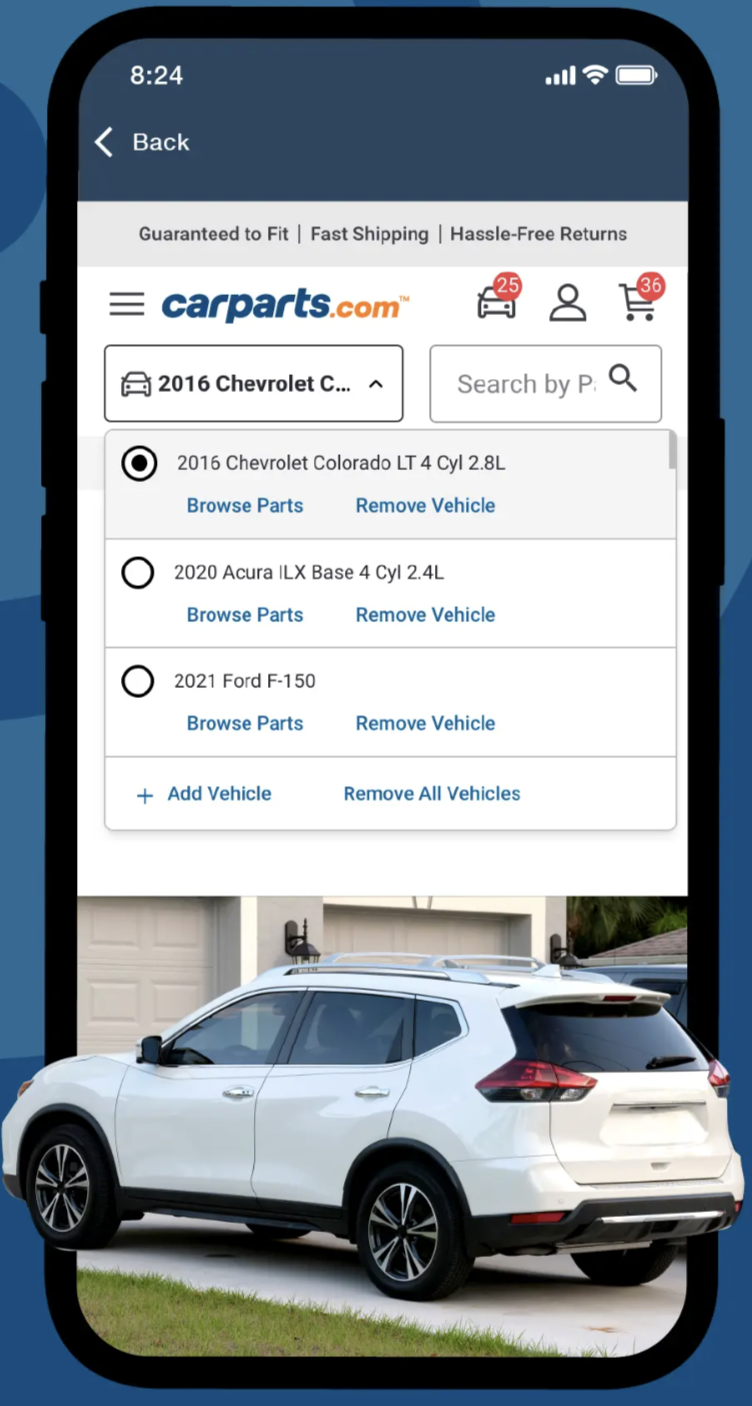 8:24
Back
Guaranteed to Fit | Fast Shipping | Hassle-Free Returns
carparts.com™ 25 36
2016 Chevrolet C... Search by P
2016 Chevrolet Colorado LT 4 Cyl 2.8L
Browse Parts Remove Vehicle
2020 Acura ILX Base 4 Cyl 2.4L
Browse Parts Remove Vehicle
2021 Ford F-150
Browse Parts Remove Vehicle
+ Add Vehicle Remove All Vehicles